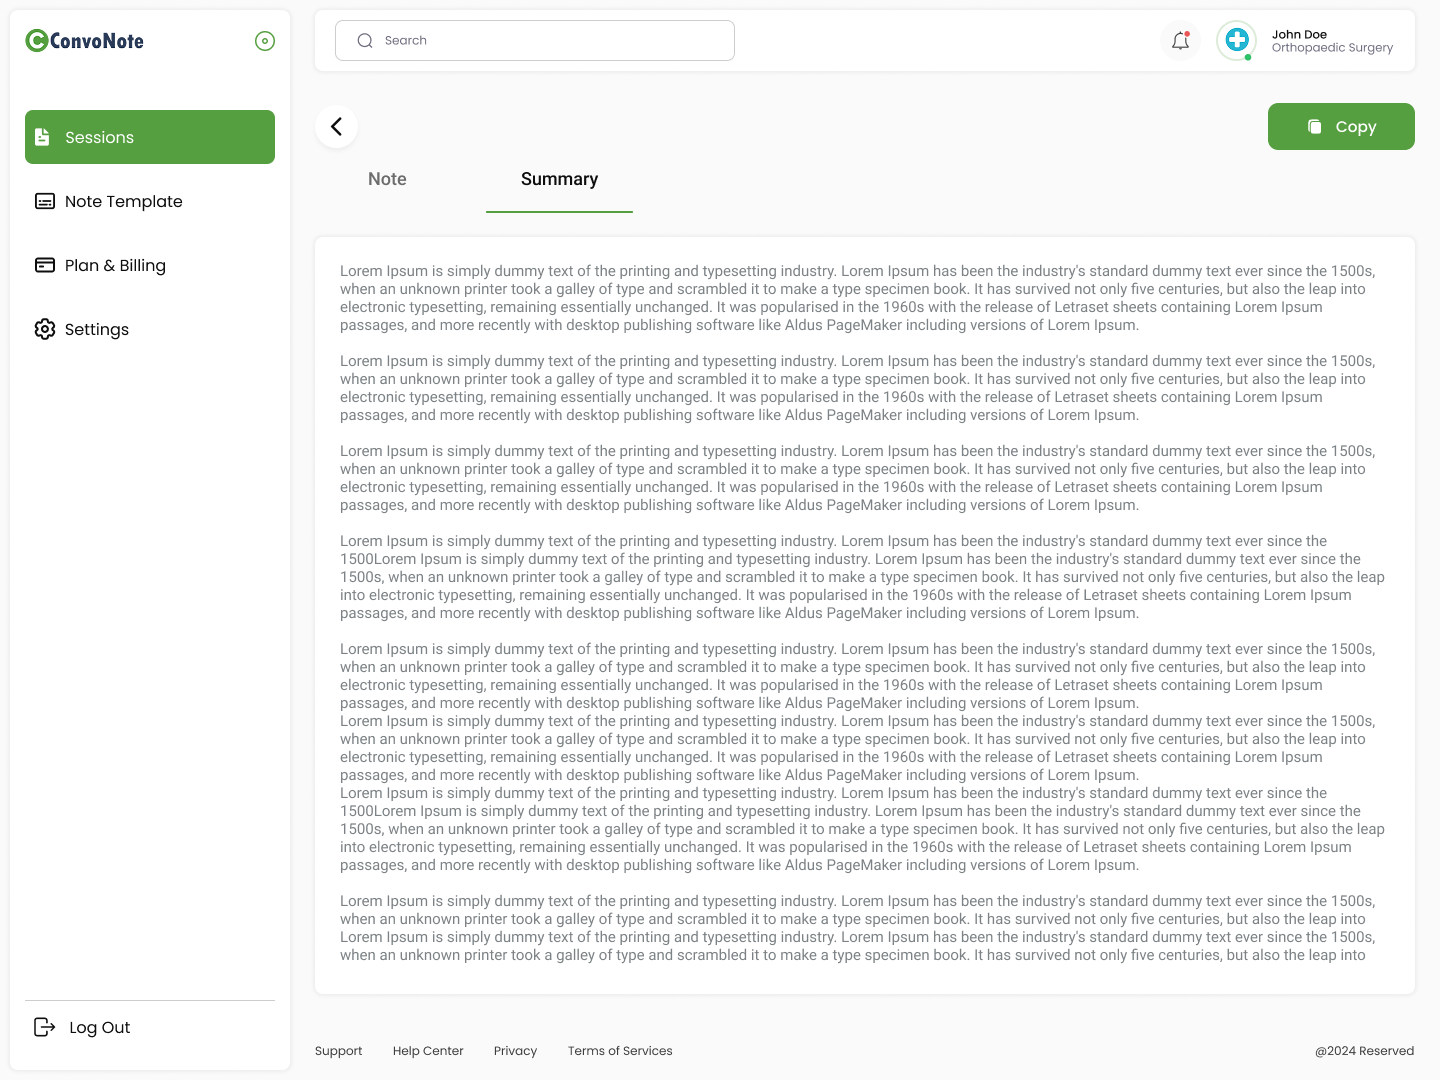 ConvoNote
Search
John Doe
Orthopaedic Surgery
Sessions
Note Template
Plan & Billing
Settings
Log Out
Copy
Note
Summary
Lorem Ipsum is simply dummy text of the printing and typesetting industry. Lorem Ipsum has been the industry's standard dummy text ever since the 1500s,
when an unknown printer took a galley of type and scrambled it to make a type specimen book. It has survived not only five centuries, but also the leap into
electronic typesetting, remaining essentially unchanged. It was popularised in the 1960s with the release of Letraset sheets containing Lorem Ipsum
passages, and more recently with desktop publishing software like Aldus PageMaker including versions of Lorem Ipsum.
Lorem Ipsum is simply dummy text of the printing and typesetting industry. Lorem Ipsum has been the industry's standard dummy text ever since the 1500s,
when an unknown printer took a galley of type and scrambled it to make a type specimen book. It has survived not only five centuries, but also the leap into
electronic typesetting, remaining essentially unchanged. It was popularised in the 1960s with the release of Letraset sheets containing Lorem Ipsum
passages, and more recently with desktop publishing software like Aldus PageMaker including versions of Lorem Ipsum.
Lorem Ipsum is simply dummy text of the printing and typesetting industry. Lorem Ipsum has been the industry's standard dummy text ever since the 1500s,
when an unknown printer took a galley of type and scrambled it to make a type specimen book. It has survived not only five centuries, but also the leap into
electronic typesetting, remaining essentially unchanged. It was popularised in the 1960s with the release of Letraset sheets containing Lorem Ipsum
passages, and more recently with desktop publishing software like Aldus PageMaker including versions of Lorem Ipsum.
Lorem Ipsum is simply dummy text of the printing and typesetting industry. Lorem Ipsum has been the industry's standard dummy text ever since the
1500Lorem Ipsum is simply dummy text of the printing and typesetting industry. Lorem Ipsum has been the industry's standard dummy text ever since the
1500s, when an unknown printer took a galley of type and scrambled it to make a type specimen book. It has survived not only five centuries, but also the leap
into electronic typesetting, remaining essentially unchanged. It was popularised in the 1960s with the release of Letraset sheets containing Lorem Ipsum
passages, and more recently with desktop publishing software like Aldus PageMaker including versions of Lorem Ipsum.
Lorem Ipsum is simply dummy text of the printing and typesetting industry. Lorem Ipsum has been the industry's standard dummy text ever since the 1500s,
when an unknown printer took a galley of type and scrambled it to make a type specimen book. It has survived not only five centuries, but also the leap into
electronic typesetting, remaining essentially unchanged. It was popularised in the 1960s with the release of Letraset sheets containing Lorem Ipsum
passages, and more recently with desktop publishing software like Aldus PageMaker including versions of Lorem Ipsum.
Lorem Ipsum is simply dummy text of the printing and typesetting industry. Lorem Ipsum has been the industry's standard dummy text ever since the 1500s,
when an unknown printer took a galley of type and scrambled it to make a type specimen book. It has survived not only five centuries, but also the leap into
electronic typesetting, remaining essentially unchanged. It was popularised in the 1960s with the release of Letraset sheets containing Lorem Ipsum
passages, and more recently with desktop publishing software like Aldus PageMaker including versions of Lorem Ipsum.
Lorem Ipsum is simply dummy text of the printing and typesetting industry. Lorem Ipsum has been the industry's standard dummy text ever since the
1500Lorem Ipsum is simply dummy text of the printing and typesetting industry. Lorem Ipsum has been the industry's standard dummy text ever since the
1500s, when an unknown printer took a galley of type and scrambled it to make a type specimen book. It has survived not only five centuries, but also the leap
into electronic typesetting, remaining essentially unchanged. It was popularised in the 1960s with the release of Letraset sheets containing Lorem Ipsum
passages, and more recently with desktop publishing software like Aldus PageMaker including versions of Lorem Ipsum.
Lorem Ipsum is simply dummy text of the printing and typesetting industry. Lorem Ipsum has been the industry's standard dummy text ever since the 1500s,
when an unknown printer took a galley of type and scrambled it to make a type specimen book. It has survived not only five centuries, but also the leap into
Lorem Ipsum is simply dummy text of the printing and typesetting industry. Lorem Ipsum has been the industry's standard dummy text ever since the 1500s,
when an unknown printer took a galley of type and scrambled it to make a type specimen book. It has survived not only five centuries, but also the leap into
Support
Help Center
Privacy
Terms of Services
@2024 Reserved